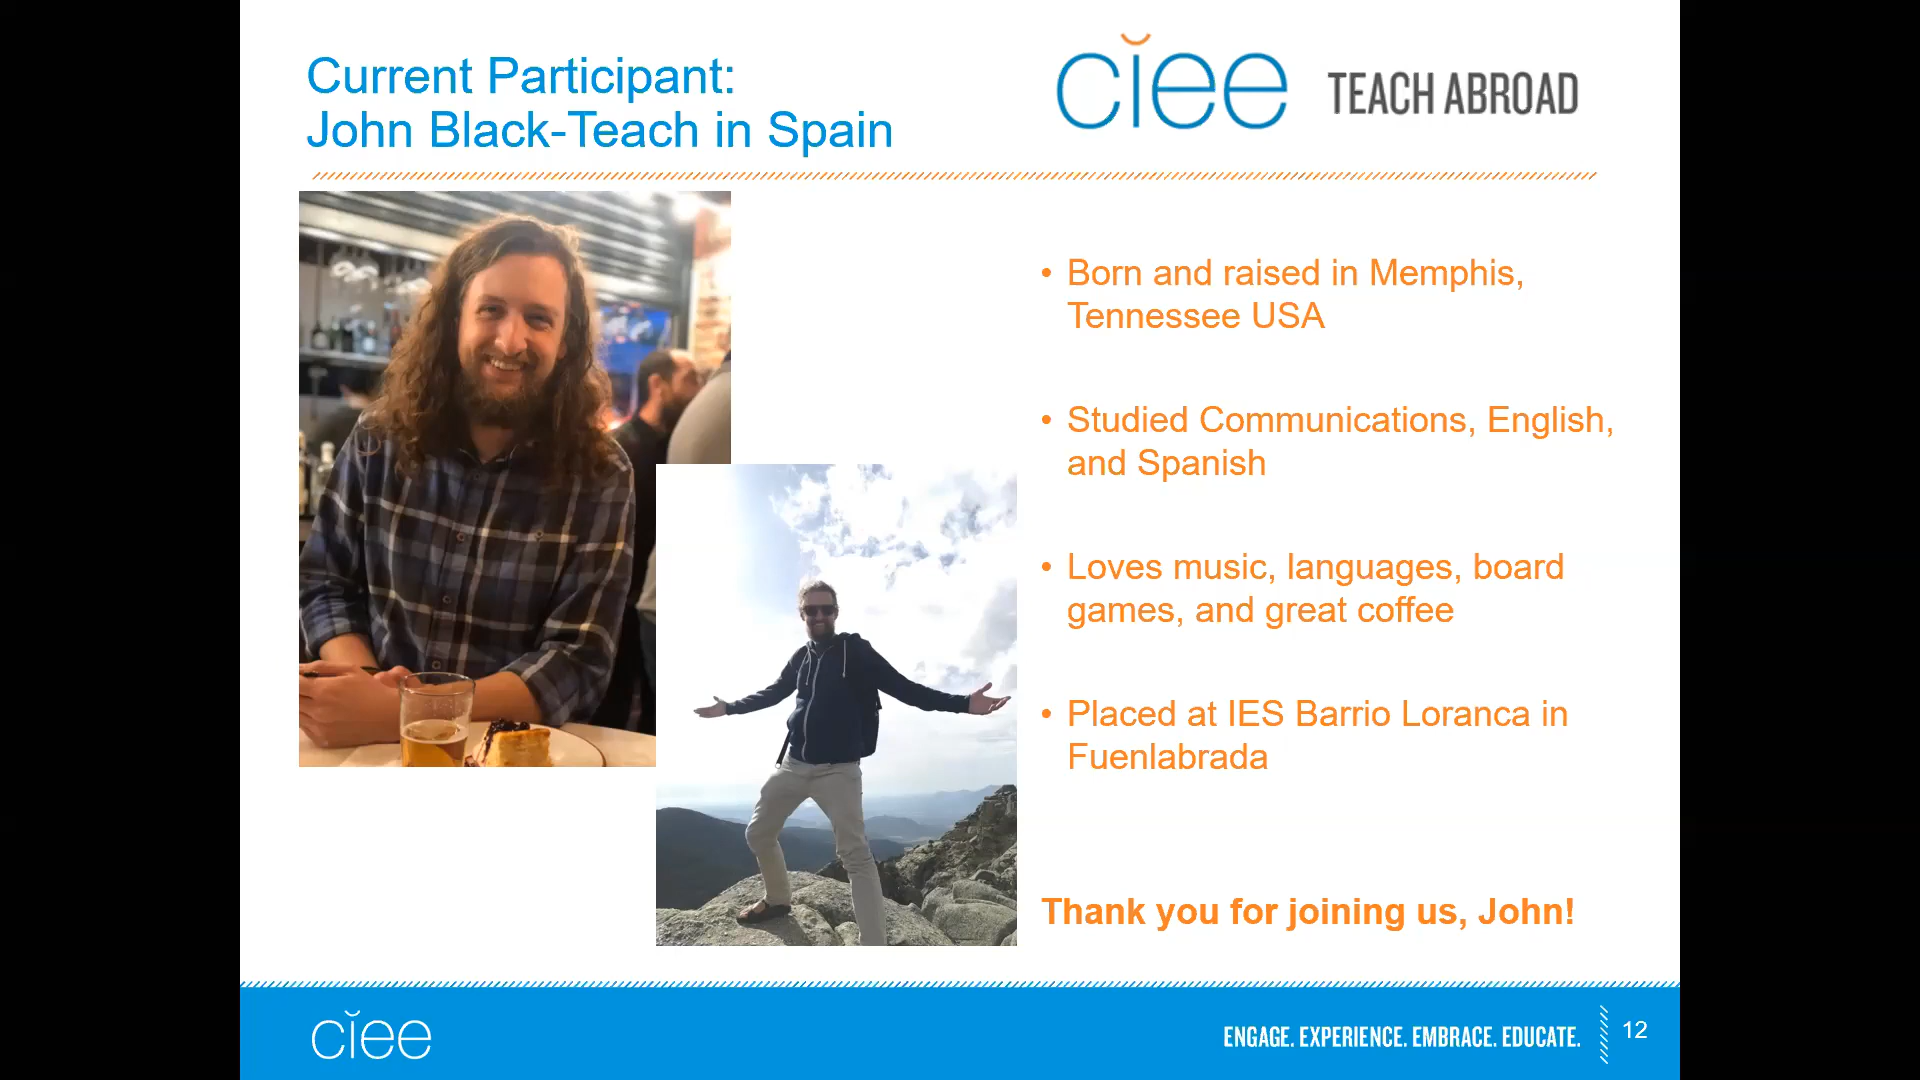 Current Participant:
John Black-Teach in Spain
ciee TEACH ABROAD
• Born and raised in Memphis,
Tennessee USA
• Studied Communications, English,
and Spanish
• Loves music, languages, board
games, and great coffee
• Placed at IES Barrio Loranca in
Fuenlabrada
Thank you for joining us, John!
ciee
ENGAGE. EXPERIENCE. EMBRACE. EDUCATE.
12